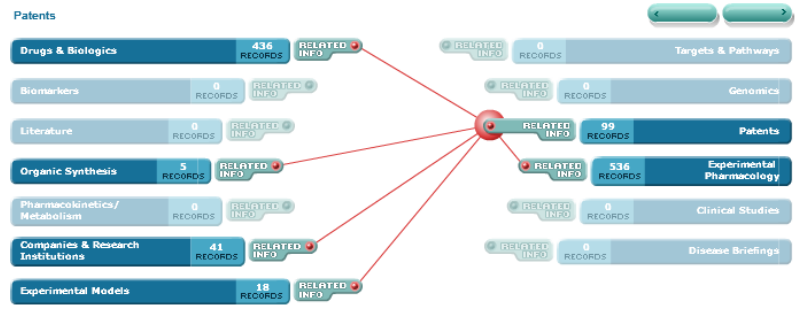 Patents
‹
›
Drugs & Biologics
436
RECORDS
RELATED
INFO
RELATED
INFO
0
RECORDS
Targets & Pathways
Biomarkers
0
RECORDS
RELATED
INFO
RELATED
INFO
0
RECORDS
Genomics
Literature
0
RECORDS
RELATED
INFO
RELATED
INFO
99
RECORDS
Patents
Organic Synthesis
5
RECORDS
RELATED
INFO
RELATED
INFO
536
RECORDS
Experimental
Pharmacology
Pharmacokinetics/
Metabolism
0
RECORDS
RELATED
INFO
RELATED
INFO
0
RECORDS
Clinical Studies
Companies & Research
Institutions
41
RECORDS
RELATED
INFO
RELATED
INFO
0
RECORDS
Disease Briefings
Experimental Models
18
RECORDS
RELATED
INFO